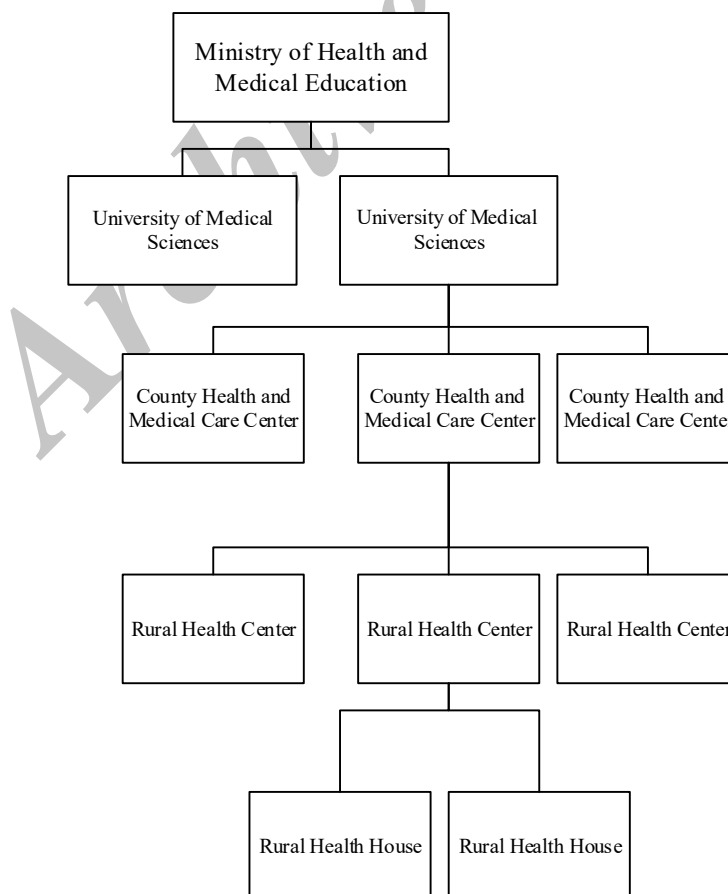 Ministry of Health and
Medical Education
University of Medical
Sciences
University of Medical
Sciences
County Health and
Medical Care Center
County Health and
Medical Care Center
County Health and
Medical Care Cente
Rural Health Center
Rural Health Center
Rural Health Center
Rural Health House
Rural Health House